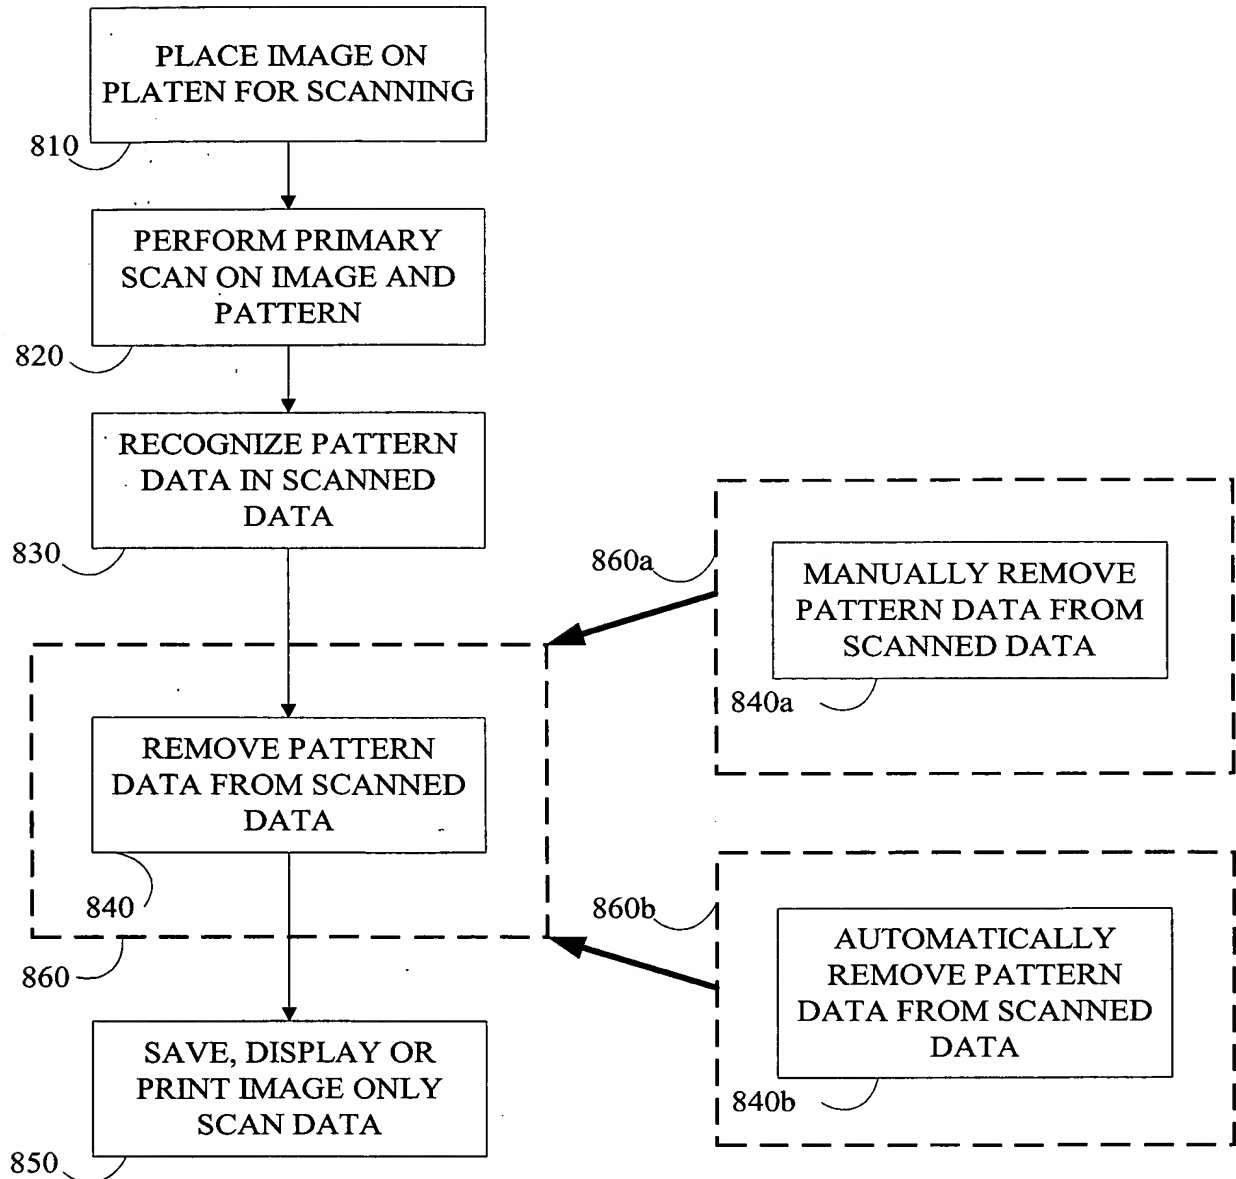 PLACE IMAGE ON
PLATEN FOR SCANNING
810
PERFORM PRIMARY
SCAN ON IMAGE AND
PATTERN
820
RECOGNIZE PATTERN
DATA IN SCANNED
DATA
830
860a
MANUALLY REMOVE
PATTERN DATA FROM
SCANNED DATA
840a
REMOVE PATTERN
DATA FROM SCANNED
DATA
840
860
860b
AUTOMATICALLY
REMOVE PATTERN
DATA FROM SCANNED
DATA
840b
SAVE, DISPLAY OR
PRINT IMAGE ONLY
SCAN DATA
850